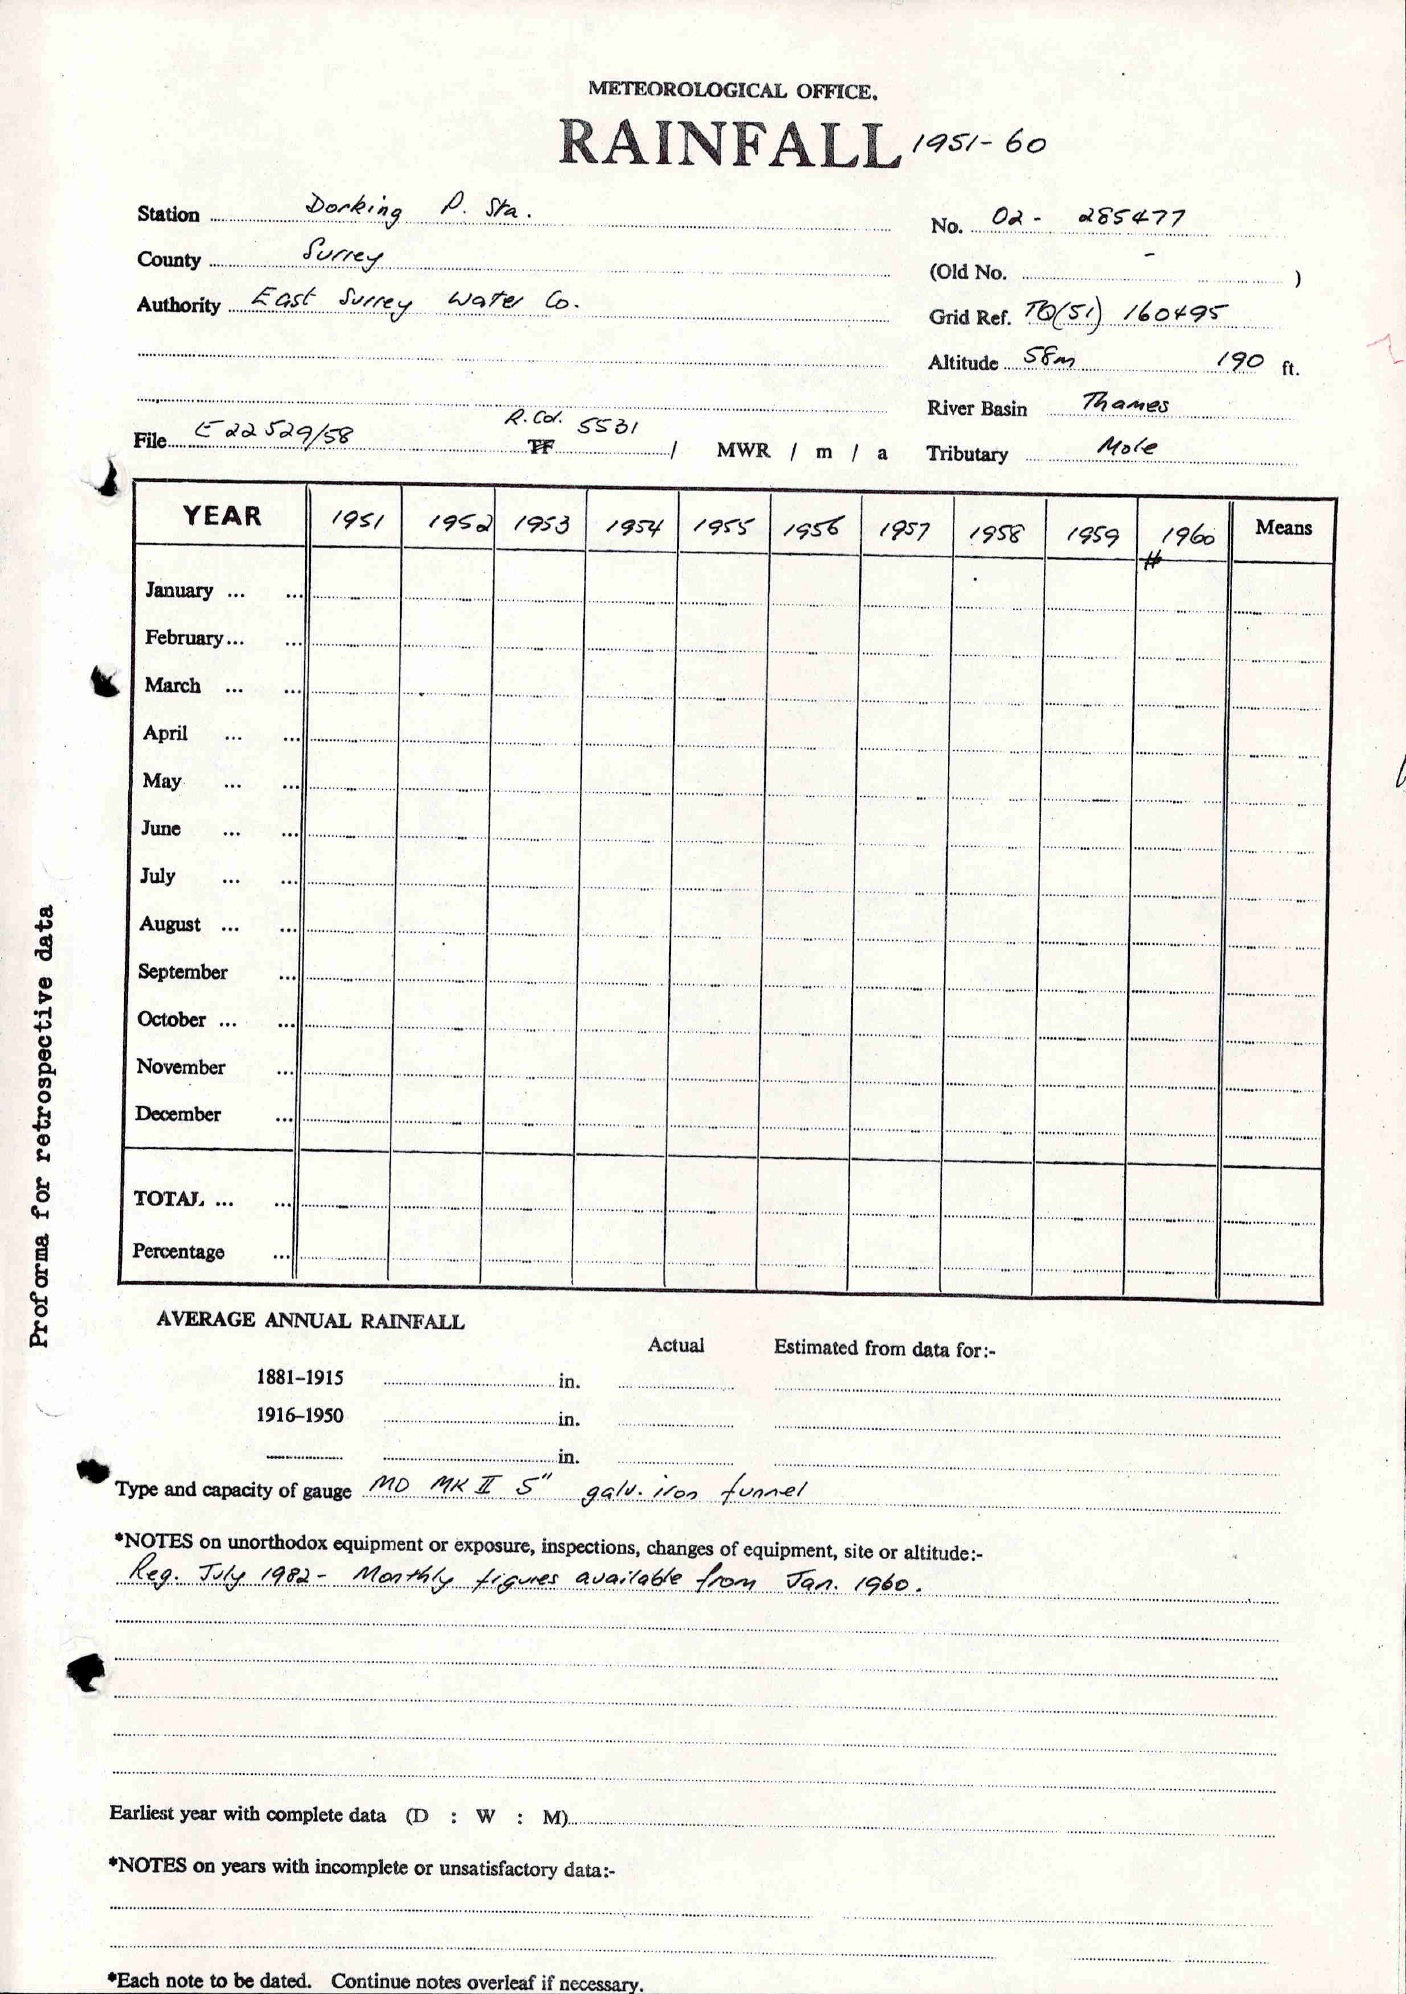 METEOROLOGICAL OFFICE.
RAINFALL 1951-60
Station Dorking P. Sta.
No. 02- 285477
County Surrey
(Old No. - )
Authority East Surrey Water Co.
Grid Ref. TQ(51) 160495
Altitude 58m 190 ft.
River Basin Thames
File E22529/58 R.Cd. 5531 TF / MWR / m / a
Tributary Mole
YEAR 1951 1952 1953 1954 1955 1956 1957 1958 1959 1960 Means
#
January ... ...
February... ...
March ... ...
April ... ...
May ... ...
June ... ...
July ... ...
August ... ...
September ...
October ... ...
November ...
December ...
TOTAL ... ...
Percentage ...
Proforma for retrospective data
AVERAGE ANNUAL RAINFALL
Actual Estimated from data for:-
1881-1915 in.
1916-1950 in.
in.
Type and capacity of gauge MO MK II 5" galv. iron funnel
*NOTES on unorthodox equipment or exposure, inspections, changes of equipment, site or altitude:-
Reg. July 1982 - Monthly figures available from Jan. 1960.
Earliest year with complete data (D : W : M)
*NOTES on years with incomplete or unsatisfactory data:-
*Each note to be dated. Continue notes overleaf if necessary.